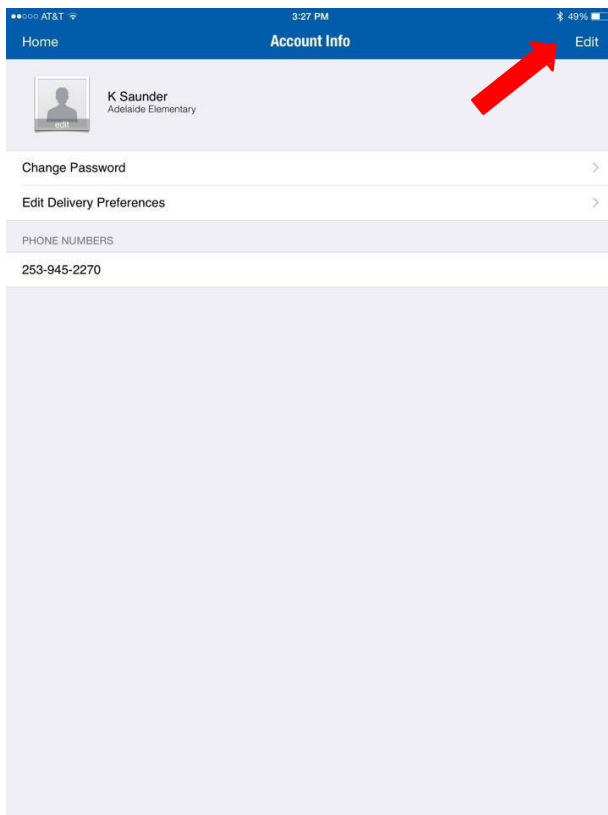 AT&T 3:27 PM 49%
Home Account Info Edit
K Saunder
Adelaide Elementary
edit
Change Password
Edit Delivery Preferences
PHONE NUMBERS
253-945-2270